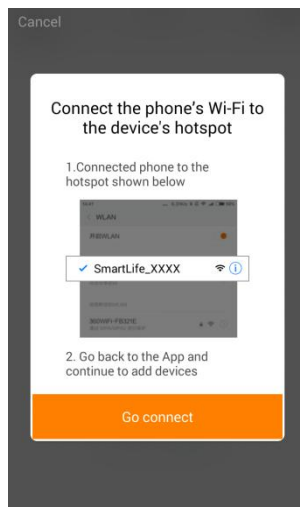 Cancel
Connect the phone's Wi-Fi to
the device's hotspot
1.Connected phone to the
hotspot shown below
WLAN
SmartLife_XXXX
2. Go back to the App and
continue to add devices
Go connect